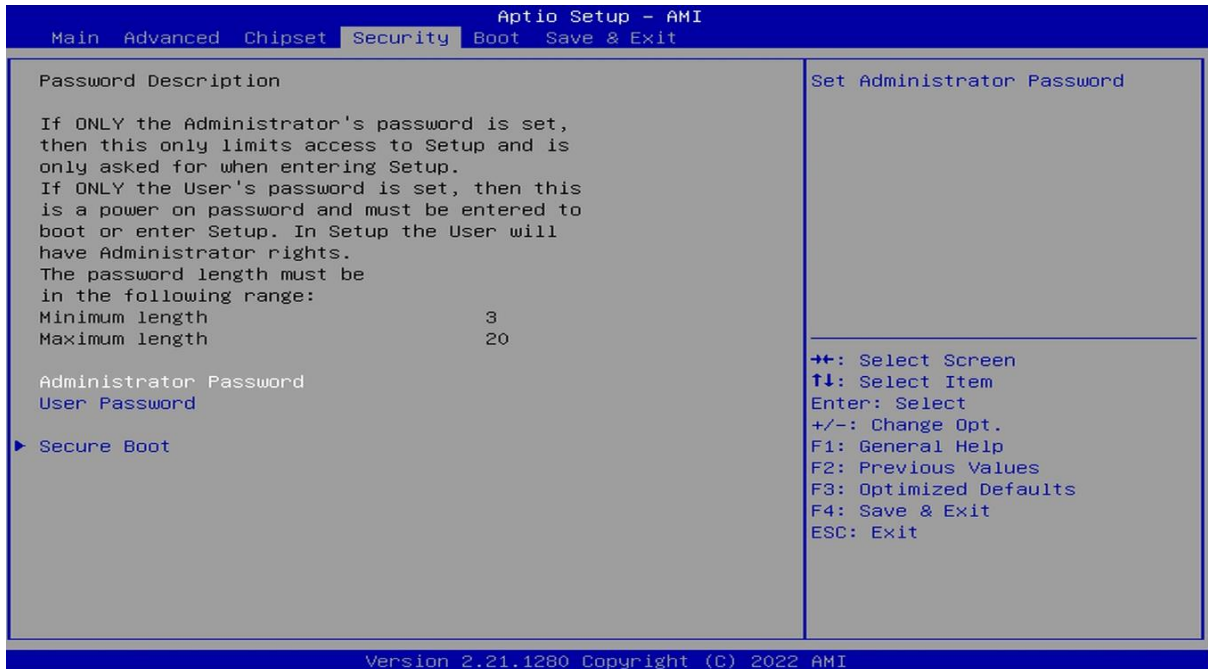 Aptio Setup – AMI
Main Advanced Chipset Security Boot Save & Exit
Password Description
If ONLY the Administrator's password is set,
then this only limits access to Setup and is
only asked for when entering Setup.
If ONLY the User's password is set, then this
is a power on password and must be entered to
boot or enter Setup. In Setup the User will
have Administrator rights.
The password length must be
in the following range:
Minimum length 3
Maximum length 20
Administrator Password
User Password
▶ Secure Boot
Set Administrator Password
→←: Select Screen
↑↓: Select Item
Enter: Select
+/-: Change Opt.
F1: General Help
F2: Previous Values
F3: Optimized Defaults
F4: Save & Exit
ESC: Exit
Version 2.21.1280 Copyright (C) 2022 AMI